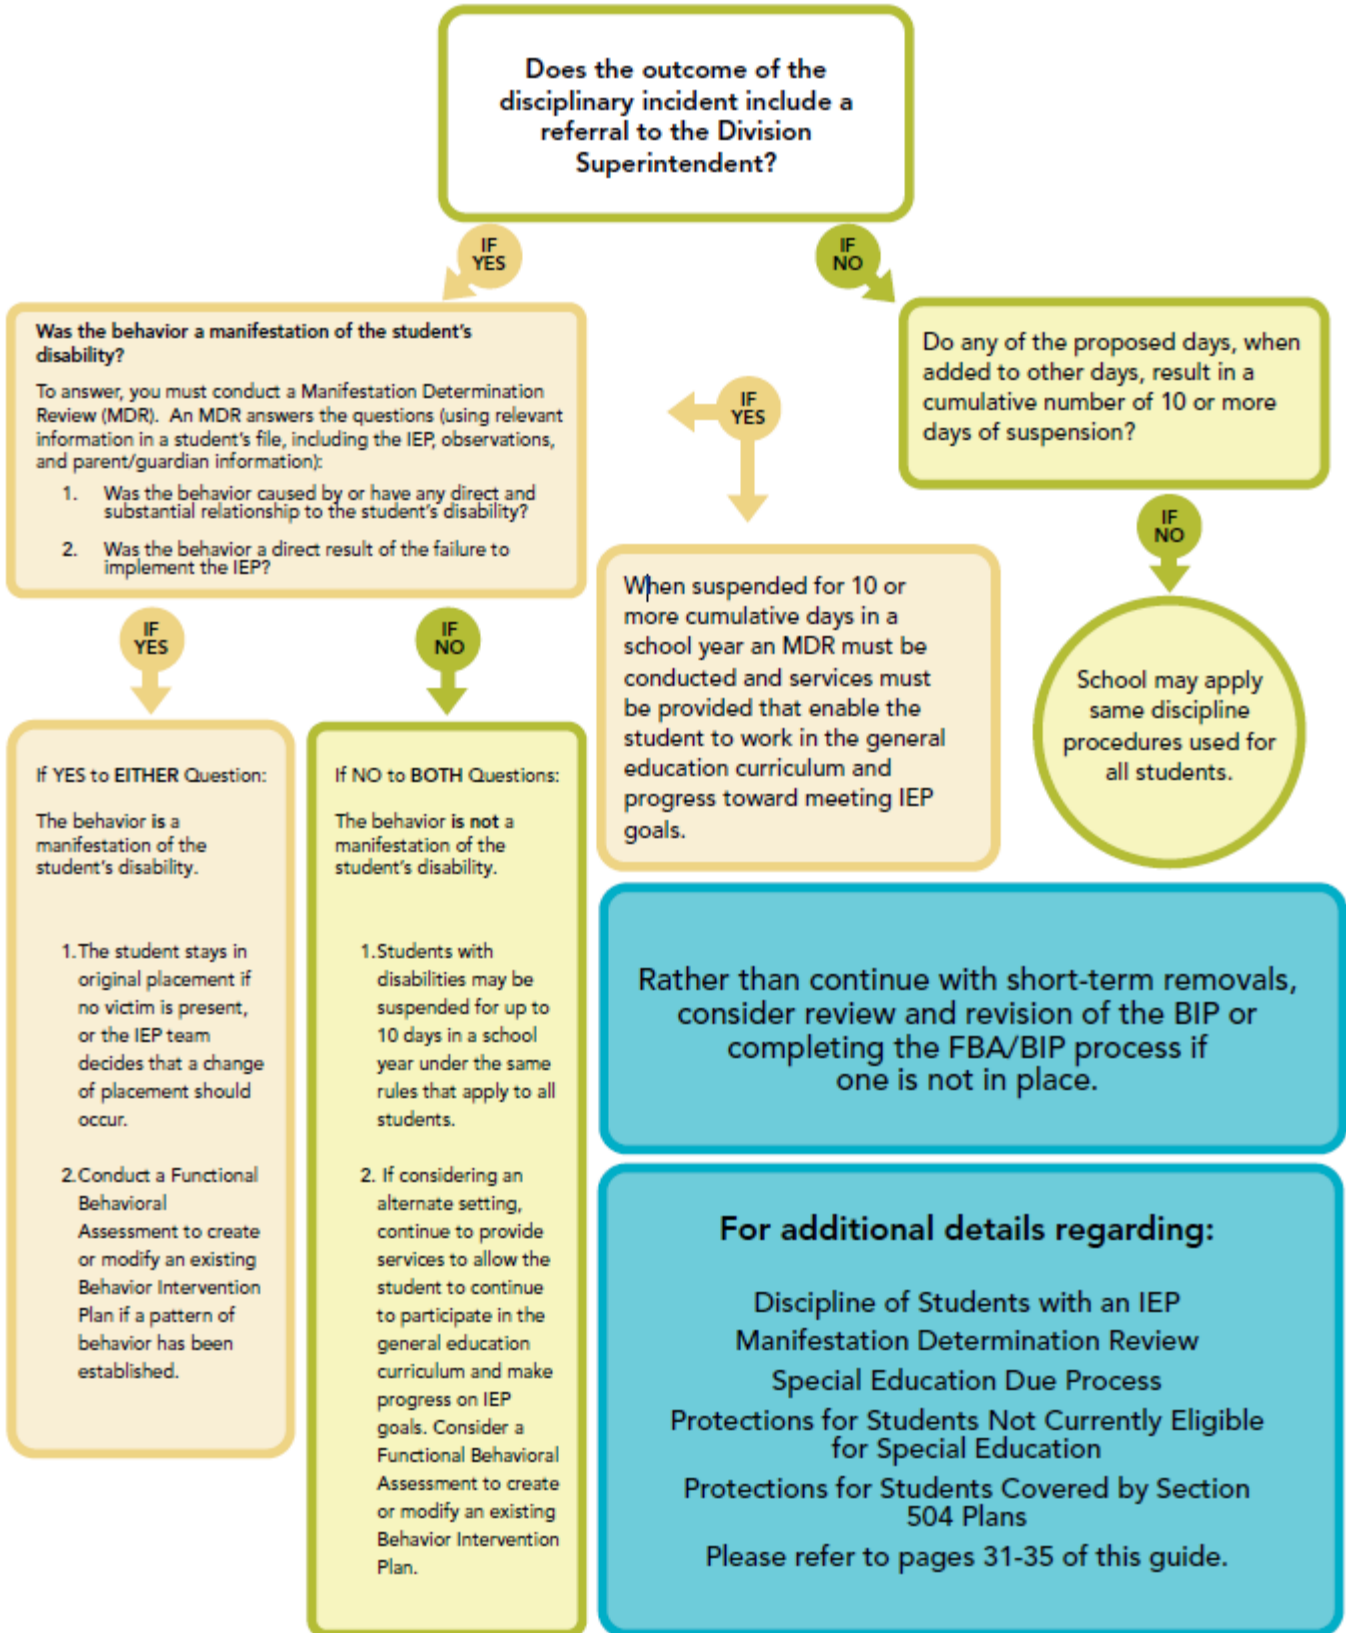 Does the outcome of the
disciplinary incident include a
referral to the Division
Superintendent?
IF
YES
IF
NO
Was the behavior a manifestation of the student's
disability?
To answer, you must conduct a Manifestation Determination
Review (MDR). An MDR answers the questions (using relevant
information in a student's file, including the IEP, observations,
and parent/guardian information):
1. Was the behavior caused by or have any direct and
substantial relationship to the student's disability?
2. Was the behavior a direct result of the failure to
implement the IEP?
IF
YES
Do any of the proposed days, when
added to other days, result in a
cumulative number of 10 or more
days of suspension?
IF
NO
When suspended for 10 or
more cumulative days in a
school year an MDR must be
conducted and services must
be provided that enable the
student to work in the general
education curriculum and
progress toward meeting IEP
goals.
School may apply
same discipline
procedures used for
all students.
IF
YES
IF
NO
If YES to EITHER Question:
The behavior is a
manifestation of the
student's disability.
1. The student stays in
original placement if
no victim is present,
or the IEP team
decides that a change
of placement should
occur.
2. Conduct a Functional
Behavioral
Assessment to create
or modify an existing
Behavior Intervention
Plan if a pattern of
behavior has been
established.
If NO to BOTH Questions:
The behavior is not a
manifestation of the
student's disability.
1. Students with
disabilities may be
suspended for up to
10 days in a school
year under the same
rules that apply to all
students.
2. If considering an
alternate setting,
continue to provide
services to allow the
student to continue
to participate in the
general education
curriculum and make
progress on IEP
goals. Consider a
Functional Behavioral
Assessment to create
or modify an existing
Behavior Intervention
Plan.
Rather than continue with short-term removals,
consider review and revision of the BIP or
completing the FBA/BIP process if
one is not in place.
For additional details regarding:
Discipline of Students with an IEP
Manifestation Determination Review
Special Education Due Process
Protections for Students Not Currently Eligible
for Special Education
Protections for Students Covered by Section
504 Plans
Please refer to pages 31-35 of this guide.